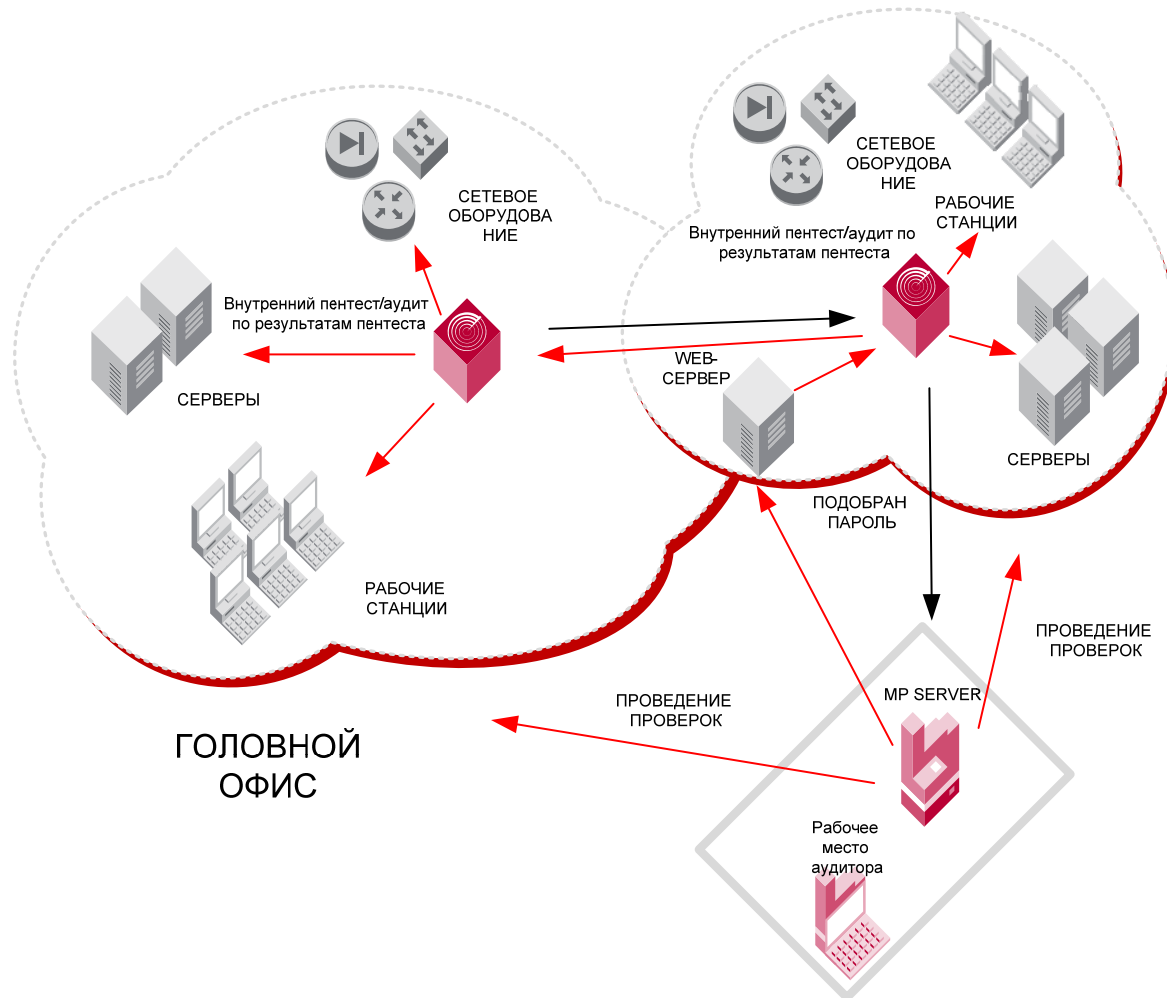 СЕТЕВОЕ
ОБОРУДОВА
НИЕ
РАБОЧИЕ
СТАНЦИИ
Внутренний пентест/аудит по
результатам пентеста
СЕТЕВОЕ
ОБОРУДОВА
НИЕ
Внутренний пентест/аудит
по результатам пентеста
СЕРВЕРЫ
WEB-
СЕРВЕР
СЕРВЕРЫ
ПОДОБРАН
ПАРОЛЬ
РАБОЧИЕ
СТАНЦИИ
ПРОВЕДЕНИЕ
ПРОВЕРОК
MP SERVER
ПРОВЕДЕНИЕ
ПРОВЕРОК
ГОЛОВНОЙ
ОФИС
Рабочее
место
аудитора